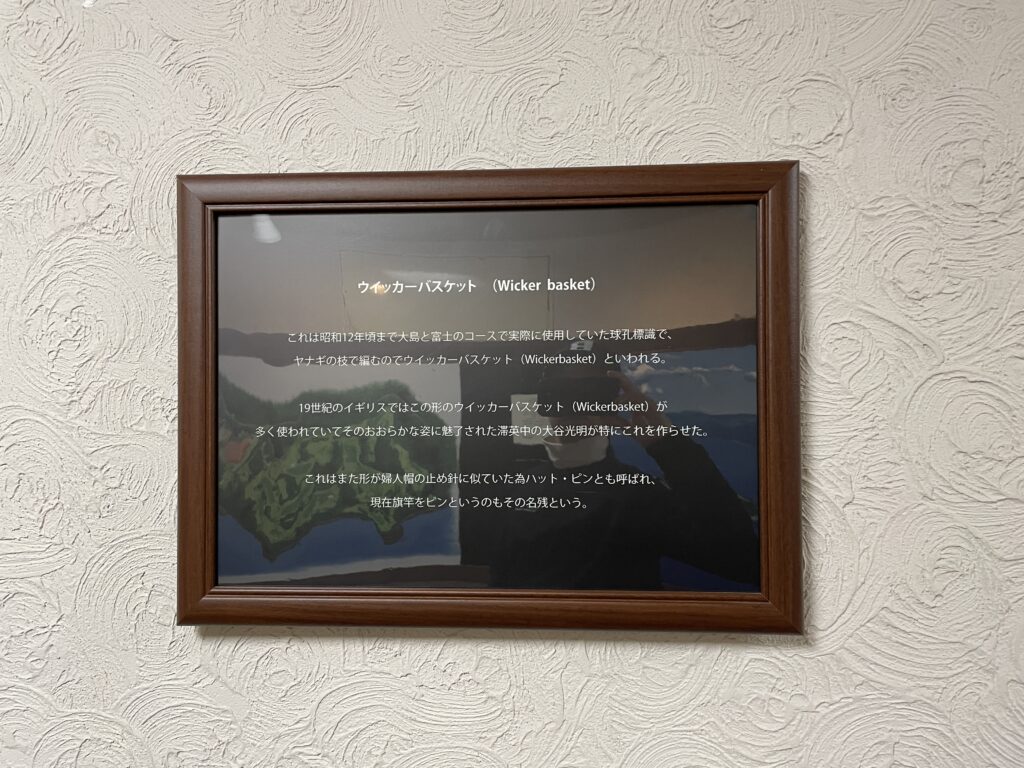 ウイッカーバスケット （Wicker basket）
これは昭和12年頃まで大島と富士のコースで実際に使用していた球孔標識で、
ヤナギの枝で編むのでウイッカーバスケット（Wickerbasket）といわれる。
19世紀のイギリスではこの形のウイッカーバスケット（Wickerbasket）が
多く使われていてそのおおらかな姿に魅了された滞英中の大谷光明が特にこれを作らせた。
これはまた形が婦人帽の止め針に似ていた為ハット・ピンとも呼ばれ、
現在旗竿をピンというのもその名残という。